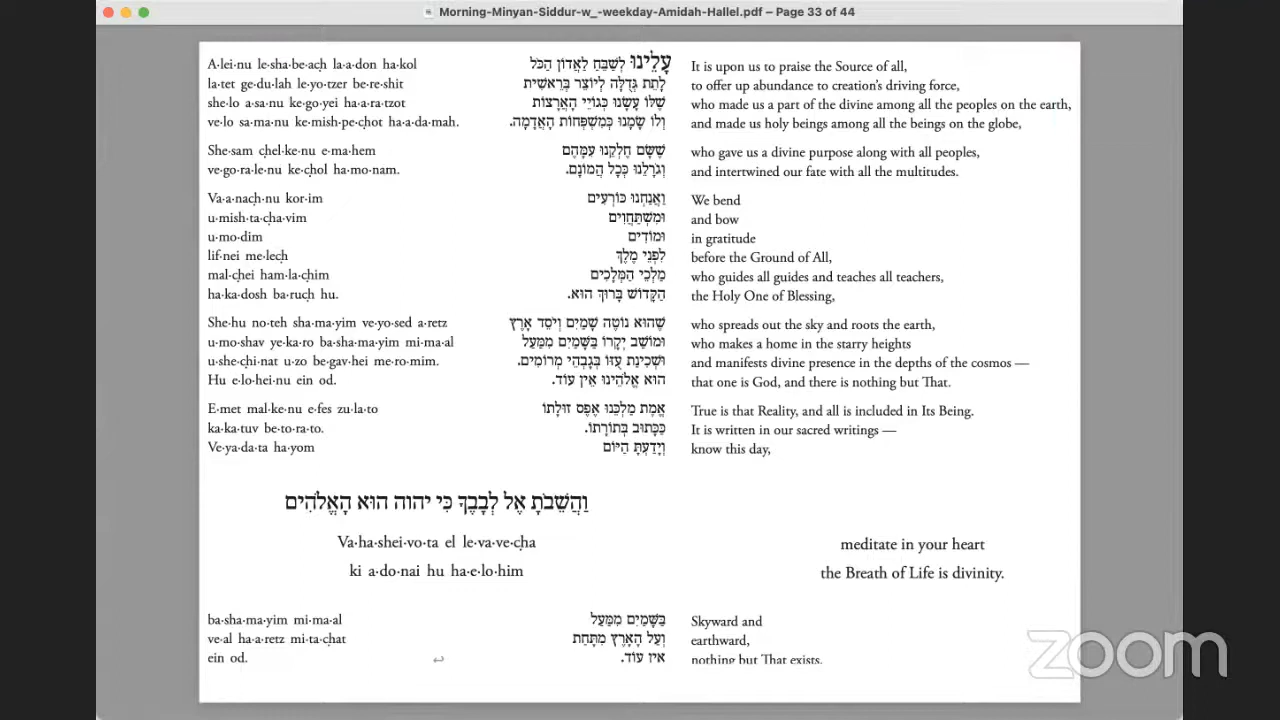 Morning-Minyan-Siddur-w_-weekday-Amidah-Hallel.pdf – Page 33 of 44
A·lei·nu le·sha·be·ach̩ la·a·don ha·kol
la·tet ge·du·lah le·yo·tzer be·re·shit
she·lo a·sa·nu ke·go·yei ha·a·ra·tzot
ve·lo sa·ma·nu ke·mish·pe·ch̩ot ha·a·da·mah.
She·sam ch̩el·ke·nu e·ma·hem
ve·go·ra·le·nu ke·chol ha·mo·nam.
Va·a·nach̩·nu kor·im
u·mish·ta·ch̩a·vim
u·mo·dim
lif·nei me·lech̩
mal·ch̩ei ham·la·ch̩im
ha·ka·dosh ba·ruch̩ hu.
She·hu no·teh sha·ma·yim ve·yo·sed a·retz
u·mo·shav ye·ka·ro ba·sha·ma·yim mi·ma·al
u·she·ch̩i·nat u·zo be·gav·hei me·ro·mim.
Hu e·lo·hei·nu ein od.
E·met mal·ke·nu e·fes zu·la·to
ka·ka·tuv be·to·ra·to.
Ve·ya·da·ta ha·yom
עָלֵינוּ לְשַׁבֵּחַ לַאֲדוֹן הַכֹּל
לָתֵת גְּדֻלָּה לְיוֹצֵר בְּרֵאשִׁית
שֶׁלּוֹ עָשָׂנוּ כְּגוֹיֵי הָאֲרָצוֹת
וְלוֹ שָׂמָנוּ כְּמִשְׁפְּחוֹת הָאֲדָמָה.
שֶׁשָּׂם חֶלְקֵנוּ עִמָּהֶם
וְגוֹרָלֵנוּ כְּכָל הֲמוֹנָם.
וַאֲנַחְנוּ כּוֹרְעִים
וּמִשְׁתַּחֲוִים
וּמוֹדִים
לִפְנֵי מֶלֶךְ
מַלְכֵי הַמְּלָכִים
הַקָּדוֹשׁ בָּרוּךְ הוּא.
שֶׁהוּא נוֹטֶה שָׁמַיִם וְיֹסֵד אָרֶץ
וּמוֹשַׁב יְקָרוֹ בַּשָּׁמַיִם מִמַּעַל
וּשְׁכִינַת עֻזּוֹ בְּגָבְהֵי מְרוֹמִים.
הוּא אֱלֹהֵינוּ אֵין עוֹד.
אֱמֶת מַלְכֵּנוּ אֶפֶס זוּלָתוֹ
כַּכָּתוּב בְּתוֹרָתוֹ.
וְיָדַעְתָּ הַיּוֹם
It is upon us to praise the Source of all,
to offer up abundance to creation's driving force,
who made us a part of the divine among all the peoples on the earth,
and made us holy beings among all the beings on the globe,
who gave us a divine purpose along with all peoples,
and intertwined our fate with all the multitudes.
We bend
and bow
in gratitude
before the Ground of All,
who guides all guides and teaches all teachers,
the Holy One of Blessing,
who spreads out the sky and roots the earth,
who makes a home in the starry heights
and manifests divine presence in the depths of the cosmos —
that one is God, and there is nothing but That.
True is that Reality, and all is included in Its Being.
It is written in our sacred writings —
know this day,
וַהֲשֵׁבֹתָ אֶל לְבָבֶךָ כִּי יהוה הוּא הָאֱלֹהִים
Va·ha·shei·vo·ta el le·va·ve·ch̩a
ki a·do·nai hu ha·e·lo·him
meditate in your heart
the Breath of Life is divinity.
ba·sha·ma·yim mi·ma·al
ve·al ha·a·retz mi·ta·ch̩at
ein od.
בַּשָּׁמַיִם מִמַּעַל
וְעַל הָאָרֶץ מִתָּחַת
אֵין עוֹד.
Skyward and
earthward,
nothing but That exists.
zoom